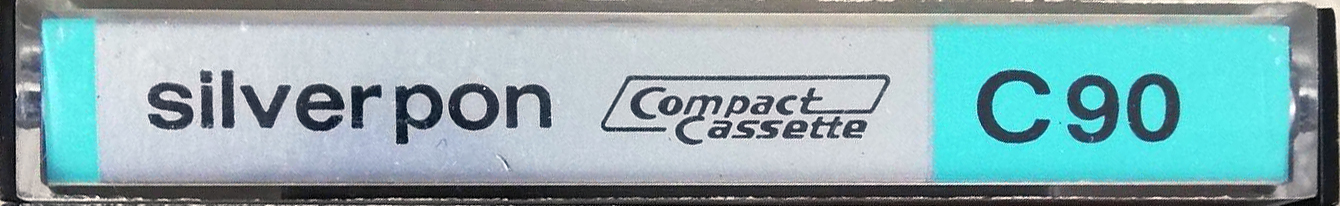 silverpon
Compact
Cassette
C90